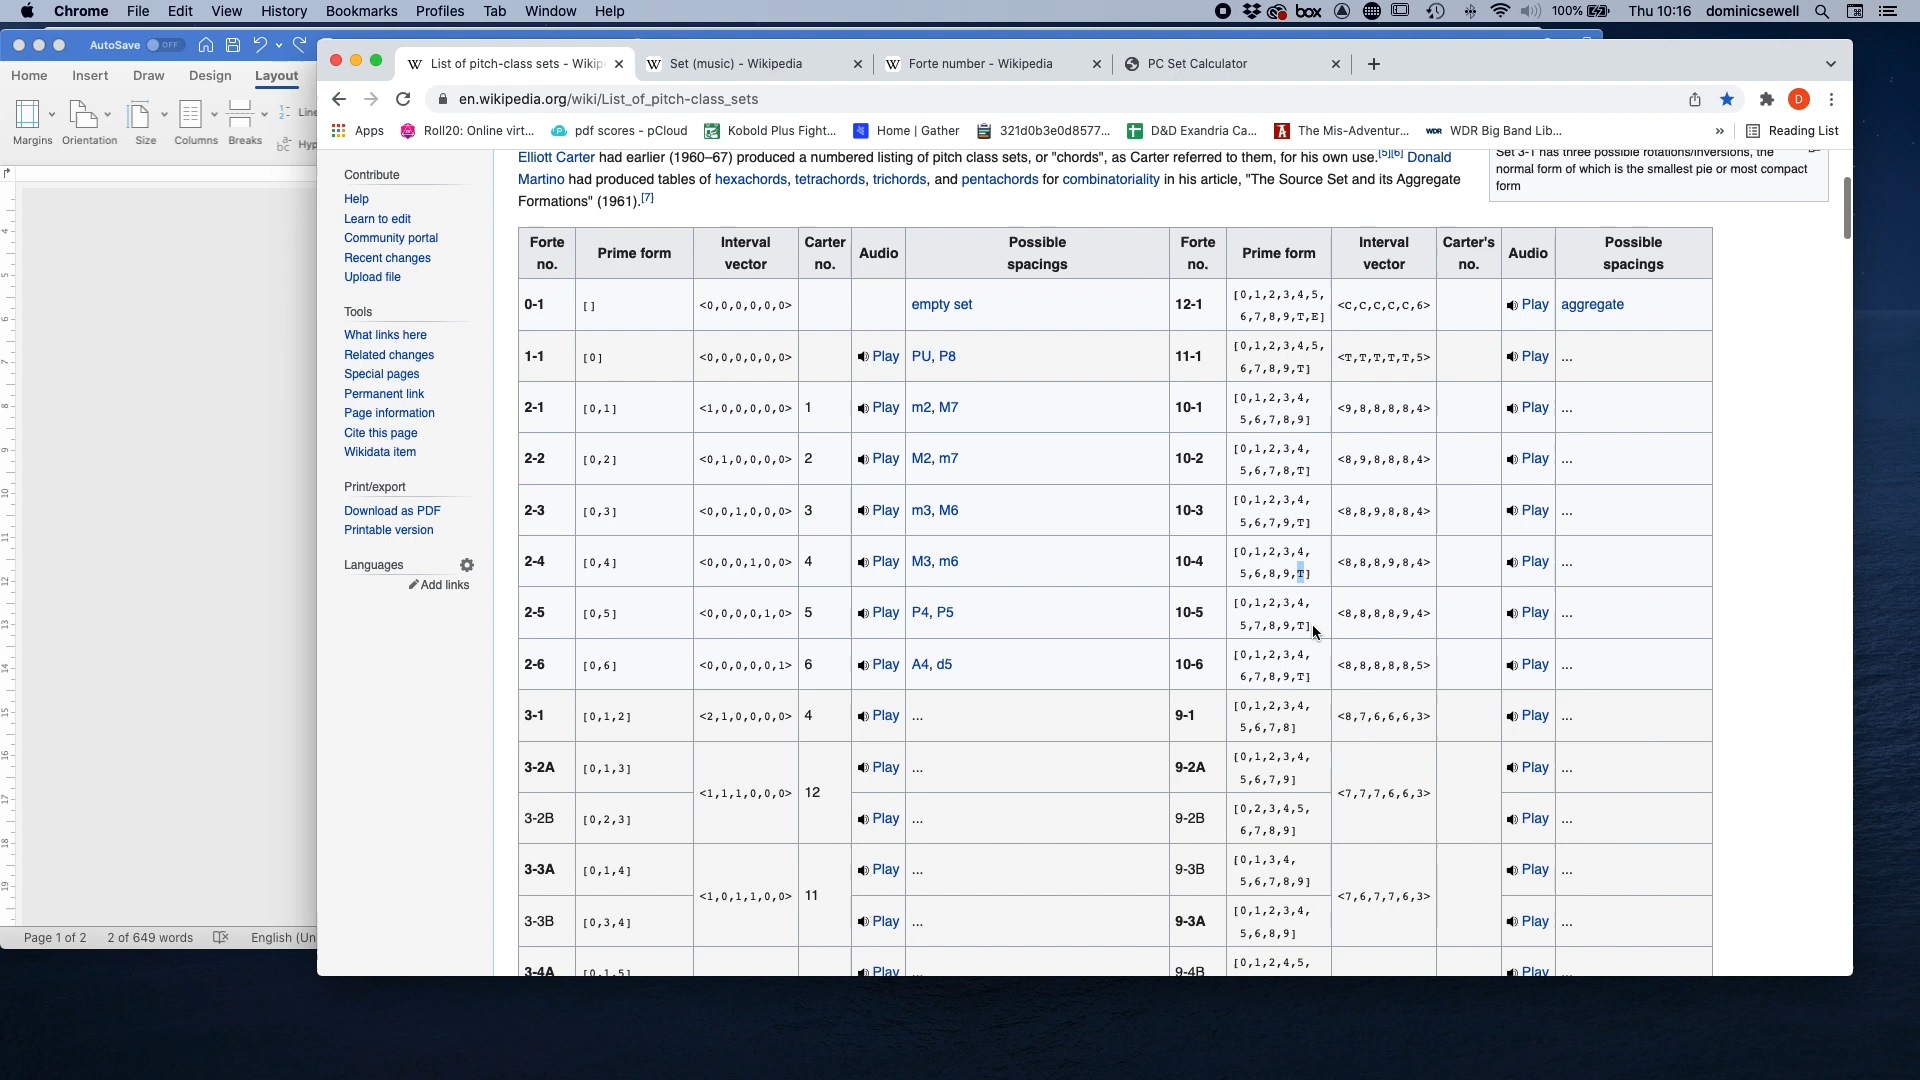 Chrome File Edit View History Bookmarks Profiles Tab Window Help
box 100% Thu 10:16 dominicsewell
AutoSave OFF
Home Insert Draw Design Layout
Margins Orientation Size Columns Breaks
Page 1 of 2 2 of 649 words
List of pitch-class sets - Wikip
Set (music) - Wikipedia
Forte number - Wikipedia
PC Set Calculator
en.wikipedia.org/wiki/List_of_pitch-class_sets
Apps Roll20: Online virt... pdf scores - pCloud Kobold Plus Fight... Home | Gather 321d0b3e0d8577... D&D Exandria Ca... The Mis-Adventur... WDR Big Band Lib... » Reading List
Contribute
Help
Learn to edit
Community portal
Recent changes
Upload file
Tools
What links here
Related changes
Special pages
Permanent link
Page information
Cite this page
Wikidata item
Print/export
Download as PDF
Printable version
Languages
Add links
Elliott Carter had earlier (1960–67) produced a numbered listing of pitch class sets, or "chords", as Carter referred to them, for his own use.[5][6] Donald
Martino had produced tables of hexachords, tetrachords, trichords, and pentachords for combinatoriality in his article, "The Source Set and its Aggregate
Formations" (1961).[7]
Set 3-1 has three possible rotations/inversions, the
normal form of which is the smallest pie or most compact
form
Forte no. Prime form Interval vector Carter no. Audio Possible spacings Forte no. Prime form Interval vector Carter's no. Audio Possible spacings
0-1 [] <0,0,0,0,0,0> empty set 12-1 [0,1,2,3,4,5, 6,7,8,9,T,E] <C,C,C,C,C,6> Play aggregate
1-1 [0] <0,0,0,0,0,0> Play PU, P8 11-1 [0,1,2,3,4,5, 6,7,8,9,T] <T,T,T,T,T,5> Play ...
2-1 [0,1] <1,0,0,0,0,0> 1 Play m2, M7 10-1 [0,1,2,3,4, 5,6,7,8,9] <9,8,8,8,8,4> Play ...
2-2 [0,2] <0,1,0,0,0,0> 2 Play M2, m7 10-2 [0,1,2,3,4, 5,6,7,8,T] <8,9,8,8,8,4> Play ...
2-3 [0,3] <0,0,1,0,0,0> 3 Play m3, M6 10-3 [0,1,2,3,4, 5,6,7,9,T] <8,8,9,8,8,4> Play ...
2-4 [0,4] <0,0,0,1,0,0> 4 Play M3, m6 10-4 [0,1,2,3,4, 5,6,8,9,T] <8,8,8,9,8,4> Play ...
2-5 [0,5] <0,0,0,0,1,0> 5 Play P4, P5 10-5 [0,1,2,3,4, 5,7,8,9,T] <8,8,8,8,9,4> Play ...
2-6 [0,6] <0,0,0,0,0,1> 6 Play A4, d5 10-6 [0,1,2,3,4, 6,7,8,9,T] <8,8,8,8,8,5> Play ...
3-1 [0,1,2] <2,1,0,0,0,0> 4 Play ... 9-1 [0,1,2,3,4, 5,6,7,8] <8,7,6,6,6,3> Play ...
3-2A [0,1,3] <1,1,1,0,0,0> 12 Play ... 9-2A [0,1,2,3,4, 5,6,7,9] <7,7,7,6,6,3> Play ...
3-2B [0,2,3] Play ... 9-2B [0,2,3,4,5, 6,7,8,9] Play ...
3-3A [0,1,4] <1,0,1,1,0,0> 11 Play ... 9-3B [0,1,3,4, 5,6,7,8,9] <7,6,7,7,6,3> Play ...
3-3B [0,3,4] Play ... 9-3A [0,1,2,3,4, 5,6,8,9] Play ...
3-4A [0,1,5] Play 9-4B [0,1,2,4,5, Play